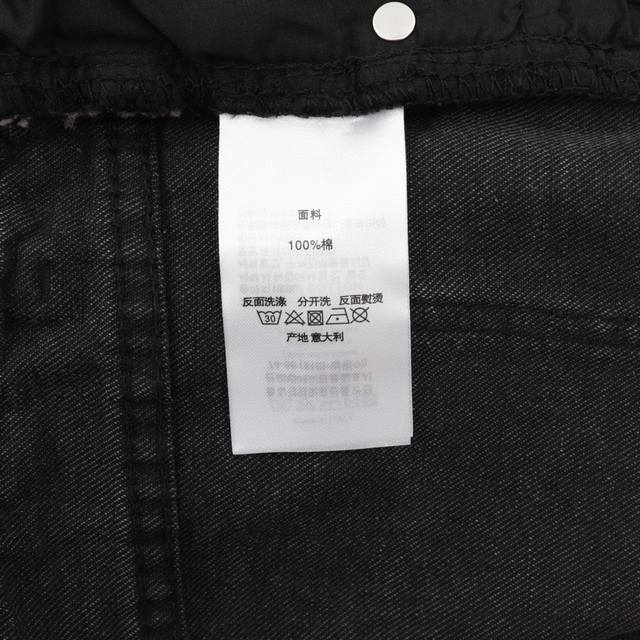 面料
100%棉
反面洗涤 分开洗 反面熨烫
30
产地 意大利